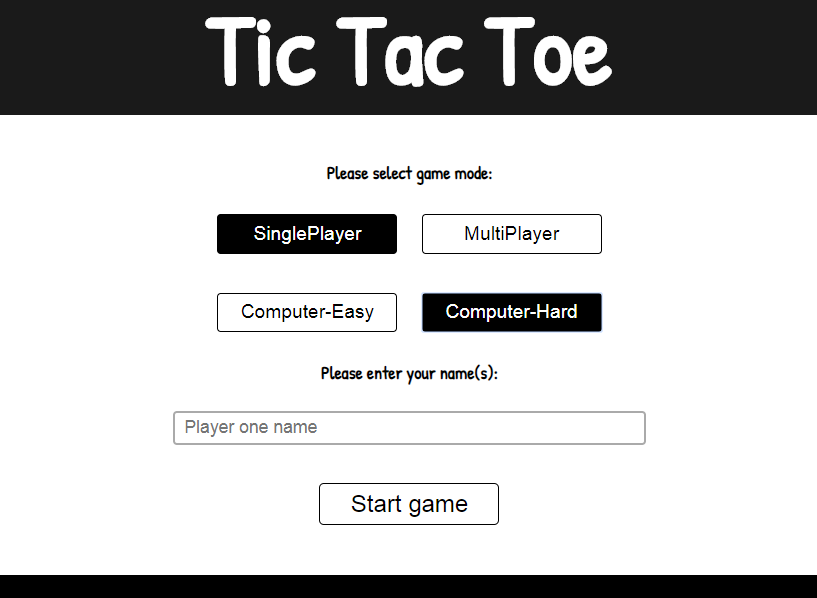 Tic Tac Toe
Please select game mode:
SinglePlayer MultiPlayer
Computer-Easy Computer-Hard
Please enter your name(s):
Player one name
Start game